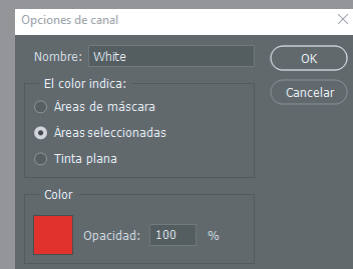 Opciones de canal
Nombre: White
OK
El color indica:
Cancelar
Áreas de máscara
Áreas seleccionadas
Tinta plana
Color
Opacidad: 100 %